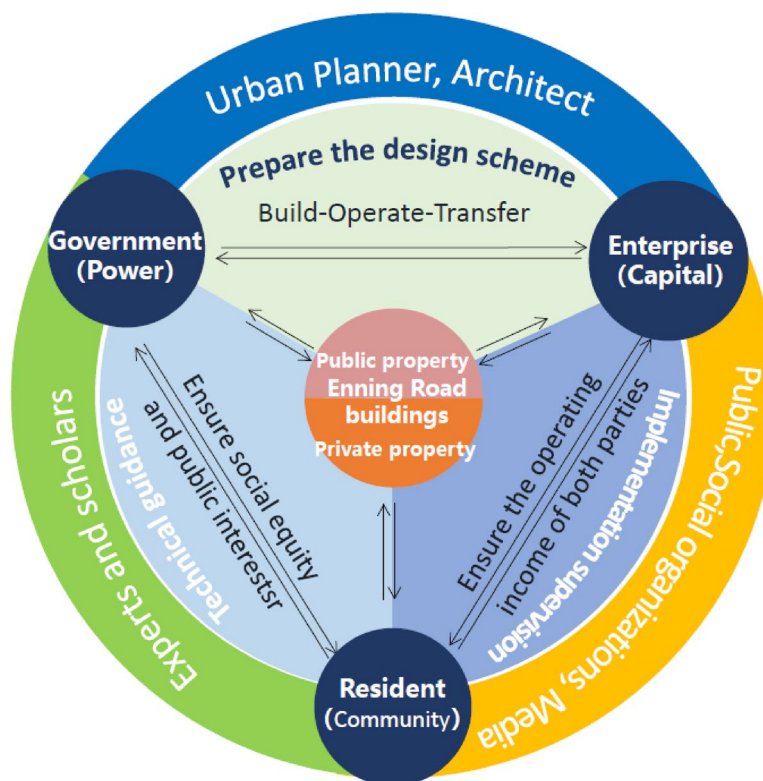 Urban Planner, Architect
Prepare the design scheme
Build-Operate-Transfer
Government
(Power)
Enterprise
(Capital)
Public property
Enning Road
buildings
Private property
Experts and scholars
Technical guidance
Ensure social equity
and public interestsr
Ensure the operating
income of both parties
Implementation supervision
Public,Social organizations, Media
Resident
(Community)